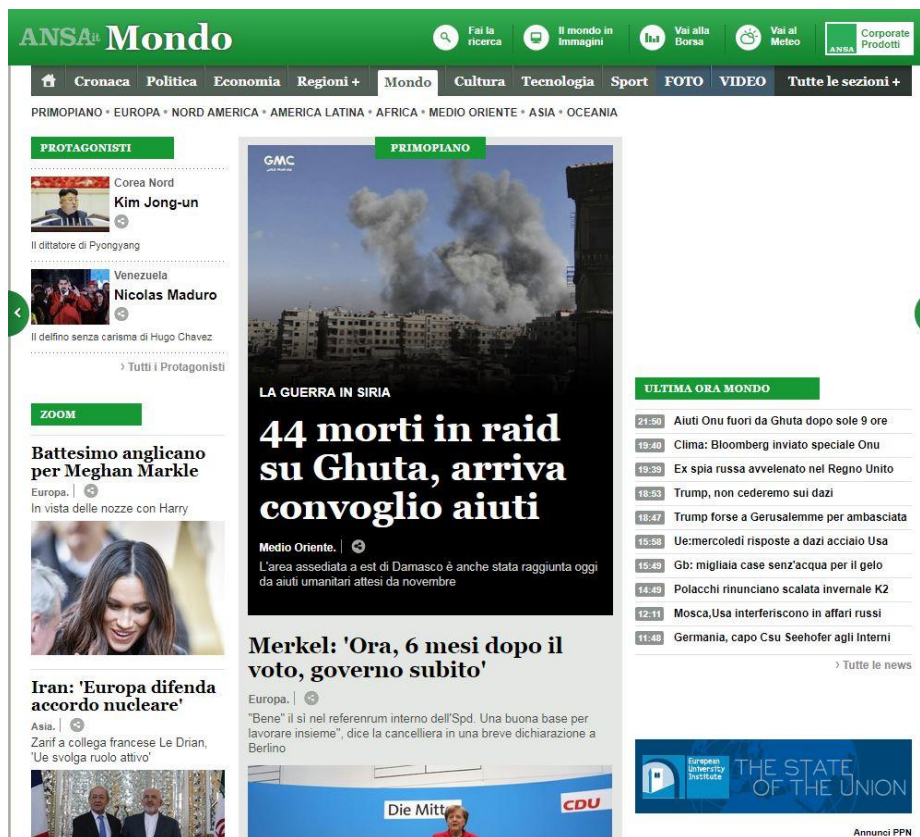 ANSA.it Mondo
Fai la
ricerca
Il mondo in
Immagini
Vai alla
Borsa
Vai al
Meteo
ANSA
Corporate
Prodotti
Cronaca Politica Economia Regioni + Mondo Cultura Tecnologia Sport FOTO VIDEO Tutte le sezioni +
PRIMOPIANO • EUROPA • NORD AMERICA • AMERICA LATINA • AFRICA • MEDIO ORIENTE • ASIA • OCEANIA
PROTAGONISTI
Corea Nord
Kim Jong-un
Il dittatore di Pyongyang
Venezuela
Nicolas Maduro
Il delfino senza carisma di Hugo Chavez
› Tutti i Protagonisti
ZOOM
Battesimo anglicano
per Meghan Markle
Europa.
In vista delle nozze con Harry
Iran: 'Europa difenda
accordo nucleare'
Asia.
Zarif a collega francese Le Drian,
'Ue svolga ruolo attivo'
PRIMOPIANO
GMC
LA GUERRA IN SIRIA
44 morti in raid
su Ghuta, arriva
convoglio aiuti
Medio Oriente.
L'area assediata a est di Damasco è anche stata raggiunta oggi
da aiuti umanitari attesi da novembre
Merkel: 'Ora, 6 mesi dopo il
voto, governo subito'
Europa.
"Bene" il sì nel referenrum interno dell'Spd. Una buona base per
lavorare insieme", dice la cancelliera in una breve dichiarazione a
Berlino
Die Mitt
CDU
ULTIMA ORA MONDO
21:50 Aiuti Onu fuori da Ghuta dopo sole 9 ore
19:40 Clima: Bloomberg inviato speciale Onu
19:39 Ex spia russa avvelenato nel Regno Unito
18:53 Trump, non cederemo sui dazi
18:47 Trump forse a Gerusalemme per ambasciata
15:58 Ue:mercoledì risposte a dazi acciaio Usa
15:49 Gb: migliaia case senz'acqua per il gelo
14:49 Polacchi rinunciano scalata invernale K2
12:11 Mosca,Usa interferiscono in affari russi
11:48 Germania, capo Csu Seehofer agli Interni
› Tutte le news
European
University
Institute
THE STATE
OF THE UNION
Annunci PPN